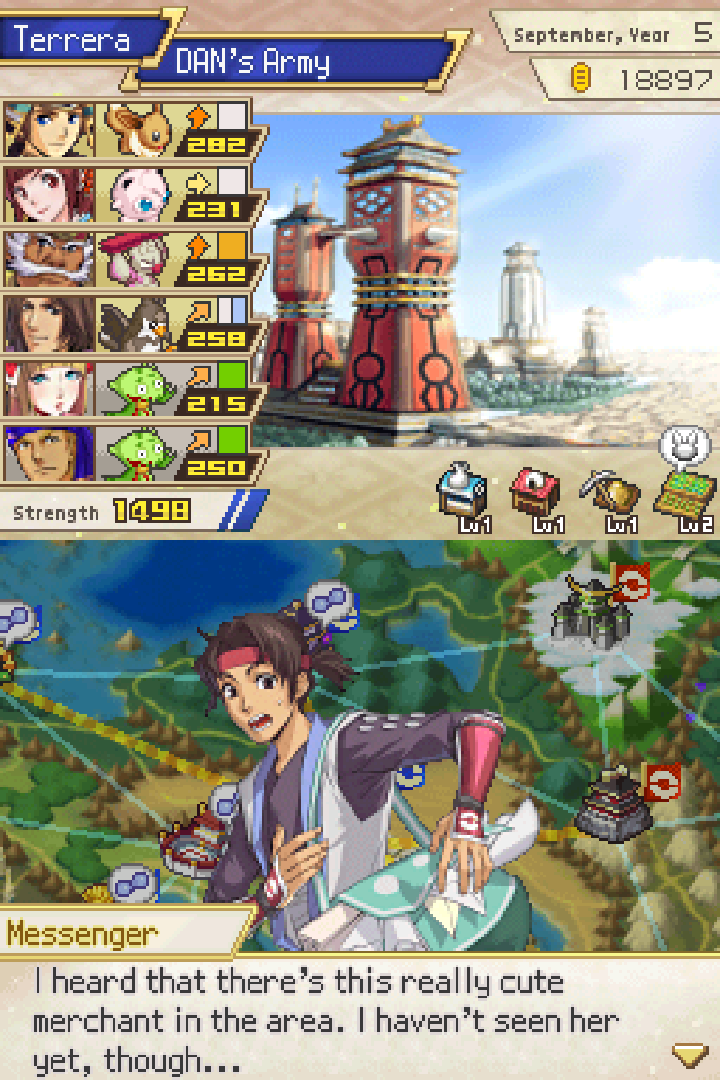 Terrera
DAN's Army
September, Year 5
18897
282
231
262
258
215
250
Strength 1498
Lv1
Lv1
Lv1
Lv2
Messenger
I heard that there's this really cute
merchant in the area. I haven't seen her
yet, though...